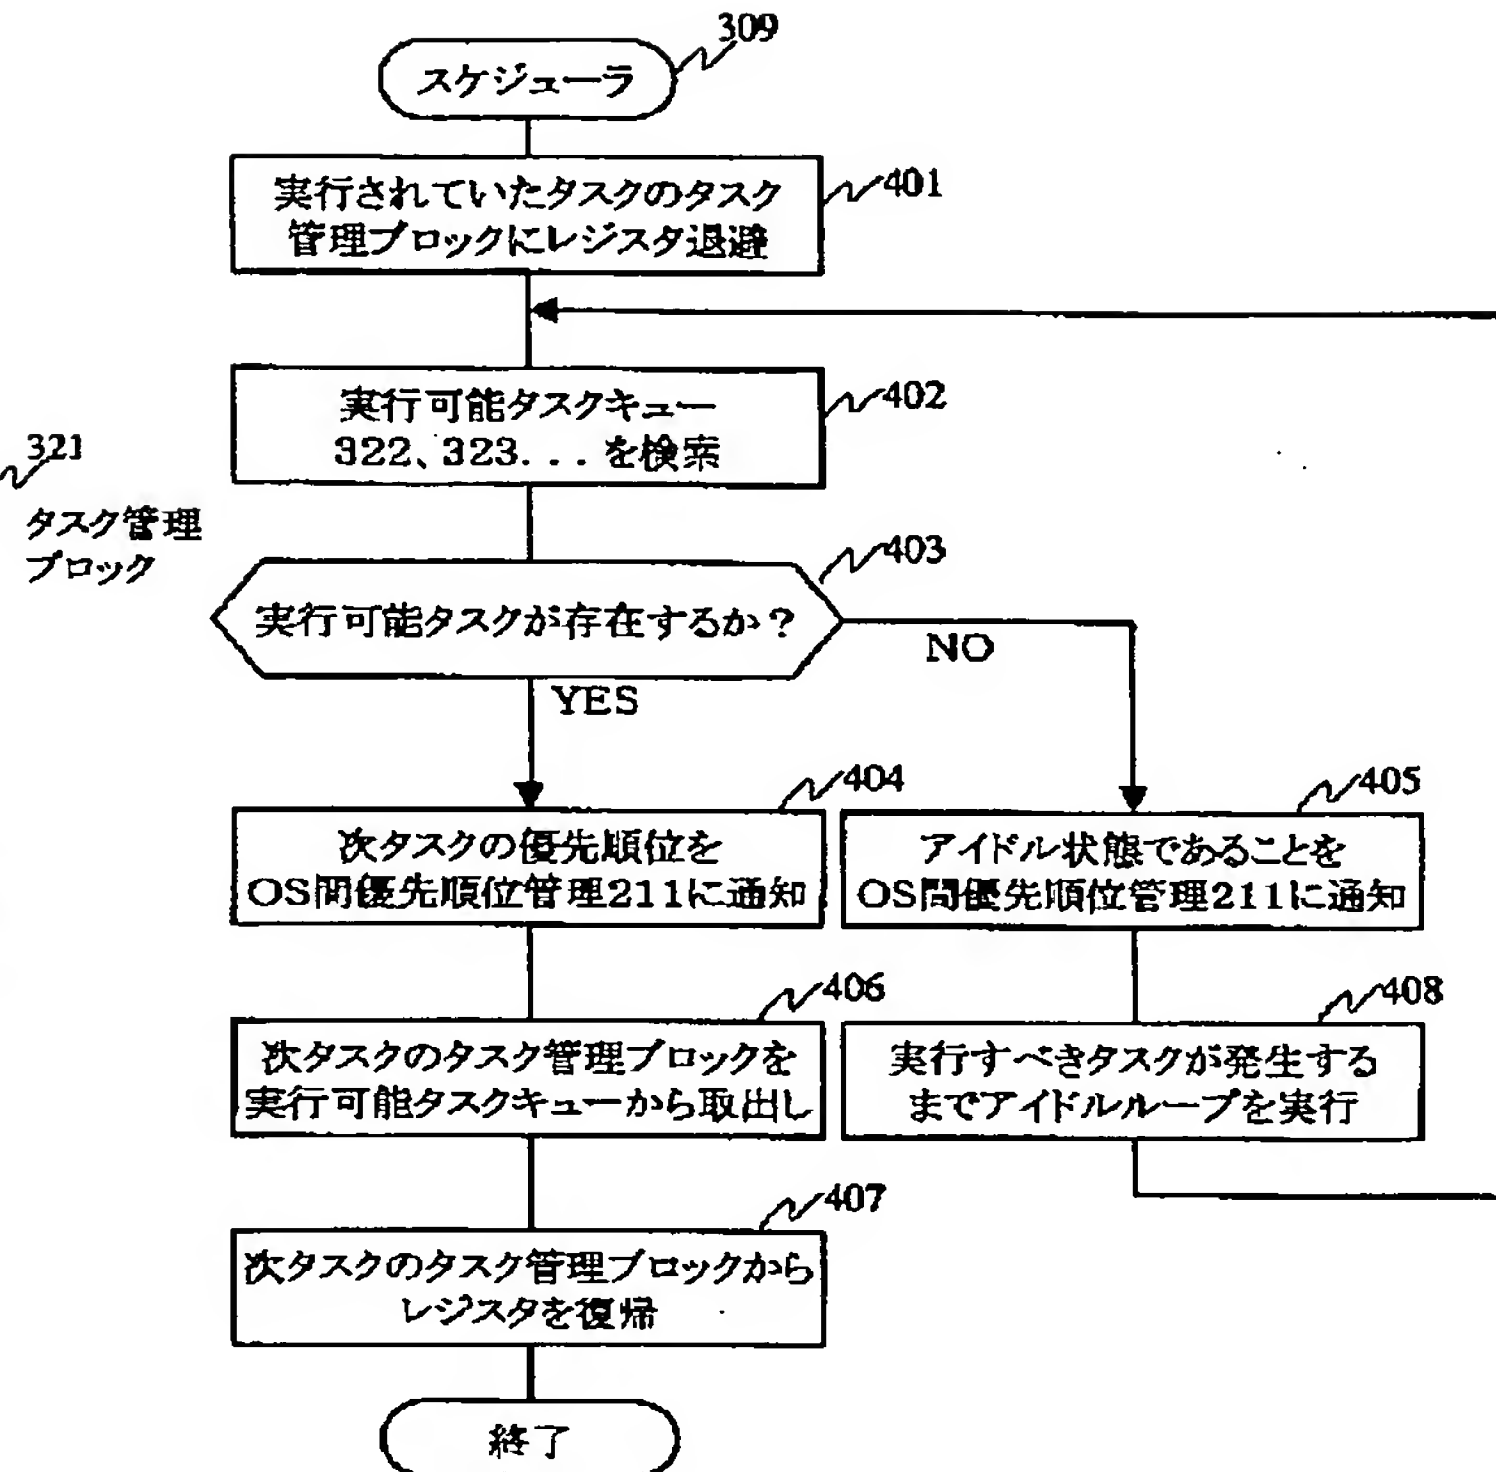 309
スケジューラ
401
実行されていたタスクのタスク
管理ブロックにレジスタ退避
402
実行可能タスクキュー
322、323...を検索
321
タスク管理
ブロック
403
実行可能タスクが存在するか？
NO
YES
404
次タスクの優先順位を
OS間優先順位管理211に通知
405
アイドル状態であることを
OS間優先順位管理211に通知
406
次タスクのタスク管理ブロックを
実行可能タスクキューから取出し
408
実行すべきタスクが発生する
までアイドルループを実行
407
次タスクのタスク管理ブロックから
レジスタを復帰
終了